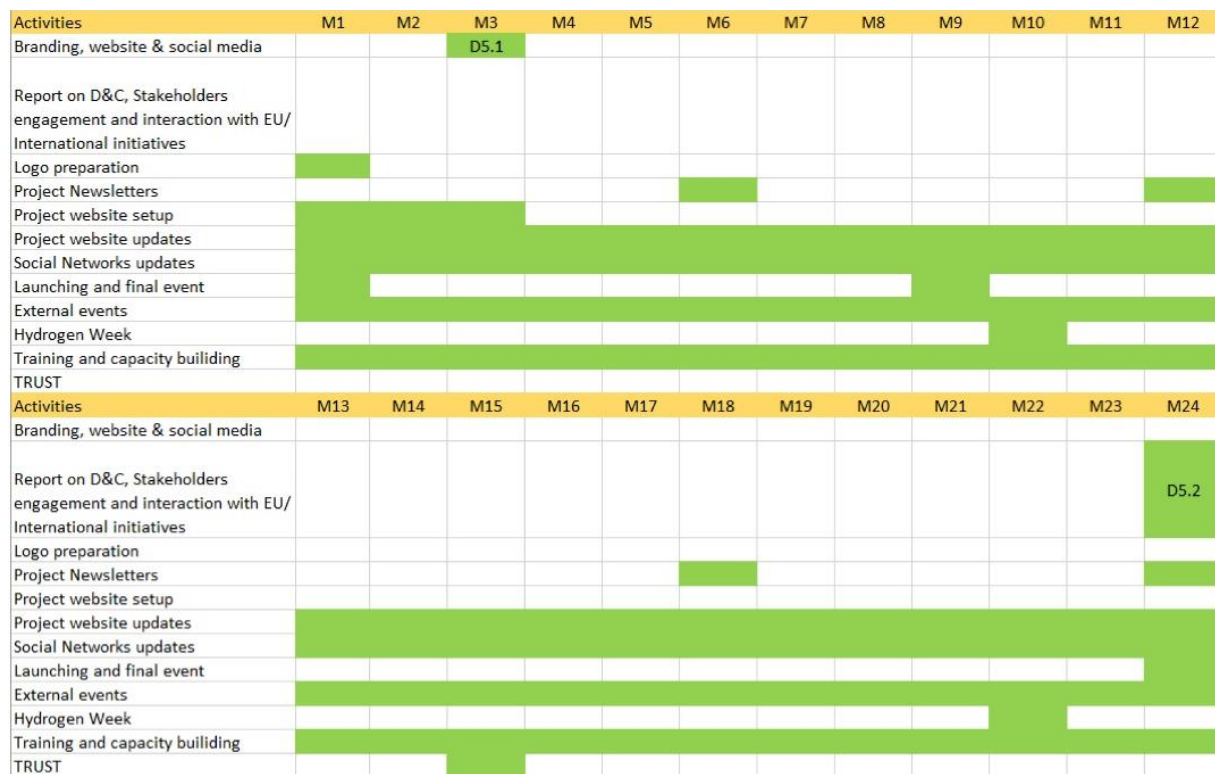 Activities M1 M2 M3 M4 M5 M6 M7 M8 M9 M10 M11 M12
Branding, website & social media D5.1
Report on D&C, Stakeholders
engagement and interaction with EU/
International initiatives
Logo preparation
Project Newsletters
Project website setup
Project website updates
Social Networks updates
Launching and final event
External events
Hydrogen Week
Training and capacity builiding
TRUST
Activities M13 M14 M15 M16 M17 M18 M19 M20 M21 M22 M23 M24
Branding, website & social media
Report on D&C, Stakeholders
engagement and interaction with EU/ D5.2
International initiatives
Logo preparation
Project Newsletters
Project website setup
Project website updates
Social Networks updates
Launching and final event
External events
Hydrogen Week
Training and capacity builiding
TRUST